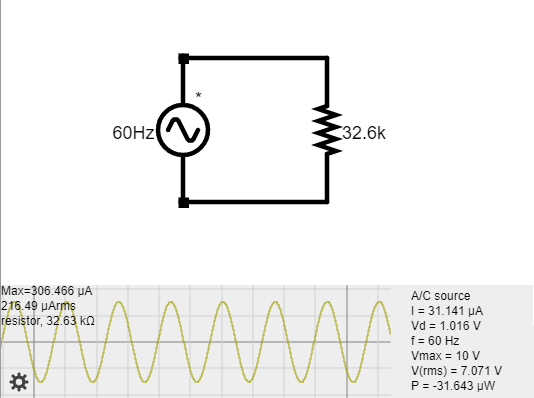 *
60Hz
32.6k
Max=306.466 µA
216.49 µArms
resistor, 32.63 kΩ
A/C source
I = 31.141 µA
Vd = 1.016 V
f = 60 Hz
Vmax = 10 V
V(rms) = 7.071 V
P = -31.643 µW